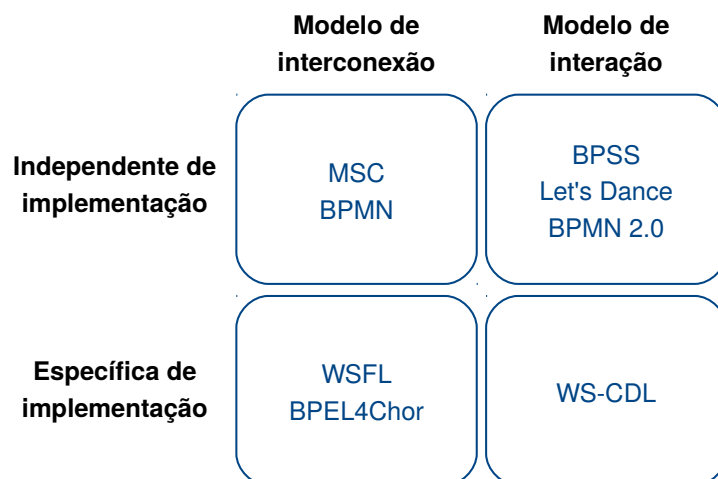 Modelo de
interconexão
Modelo de
interação
Independente de
implementação
MSC
BPMN
BPSS
Let's Dance
BPMN 2.0
Específica de
implementação
WSFL
BPEL4Chor
WS-CDL